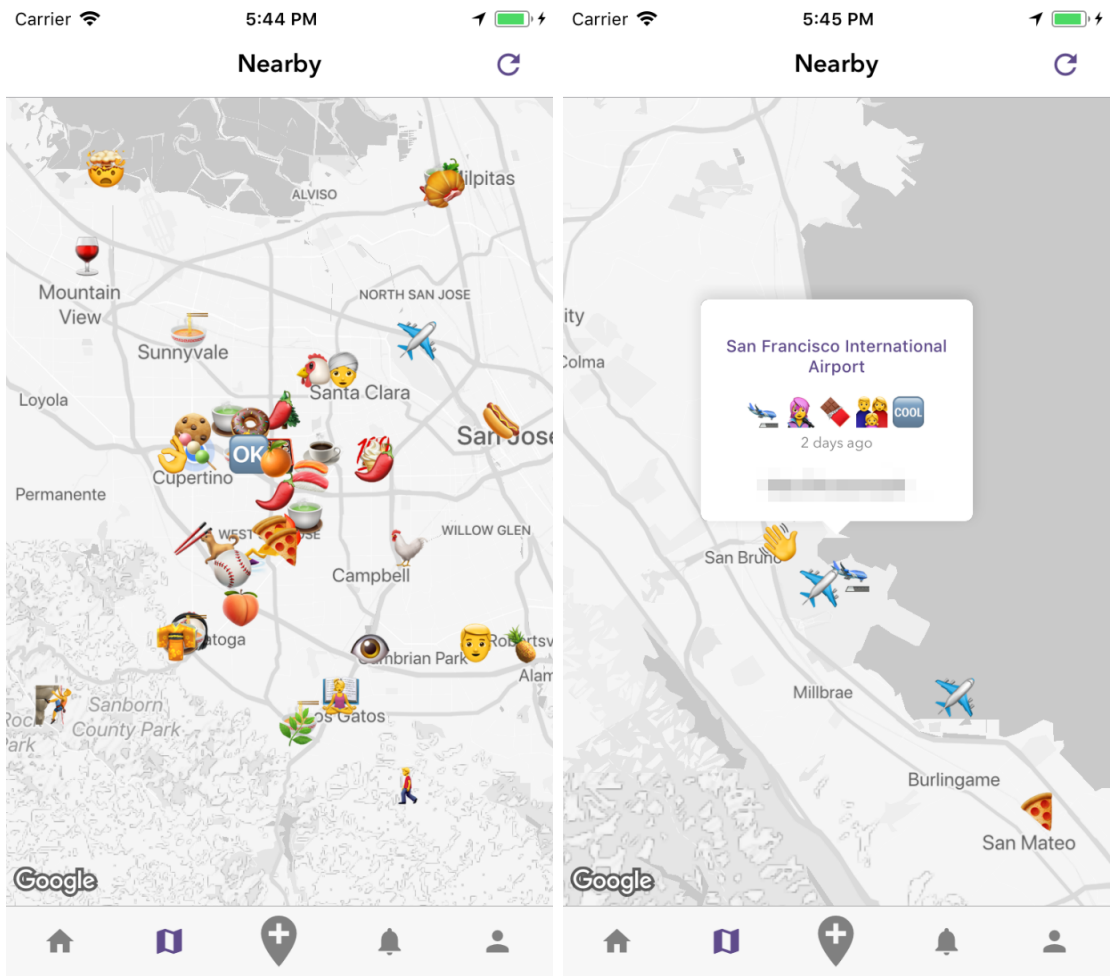 Carrier 5:44 PM
Nearby
ALVISO
Milpitas
Mountain
View
NORTH SAN JOSE
Sunnyvale
Santa Clara
Loyola
San Jose
OK
100
Cupertino
Permanente
WEST
WILLOW GLEN
Campbell
Cambrian Park
Sanborn
County Park
Los Gatos
Google
Carrier 5:45 PM
Nearby
San Francisco International
Airport
COOL
2 days ago
Colma
San Bruno
Millbrae
Burlingame
San Mateo
Google